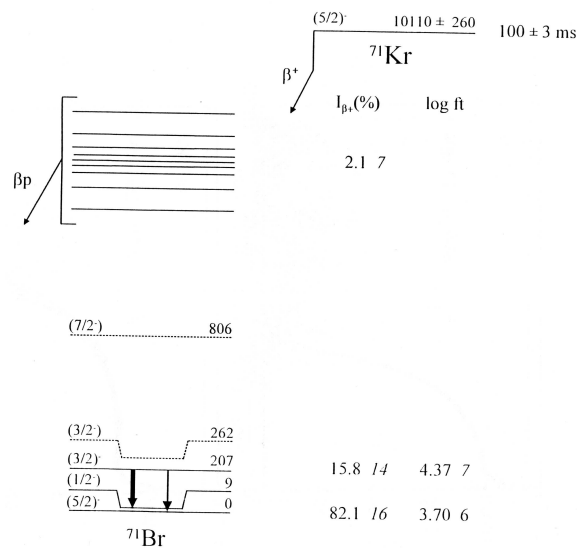 (5/2)⁻ 10110 ± 260
100 ± 3 ms
⁷¹Kr
β⁺
Iᵦ₊(%) log ft
2.1 7
βp
(7/2⁻) 806
(3/2⁻) 262
(3/2)⁻ 207
15.8 14 4.37 7
(1/2⁻) 9
(5/2)⁻ 0
82.1 16 3.70 6
⁷¹Br